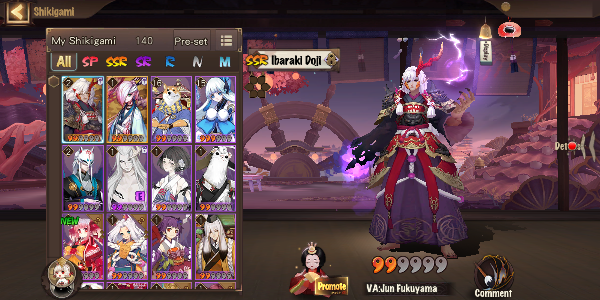 Shikigami
My Shikigami 140 Pre-set
All SP SSR SR R N M
SSR Ibaraki Doji
Display
NEW
Promote
999999
VA:Jun Fukuyama
Comment